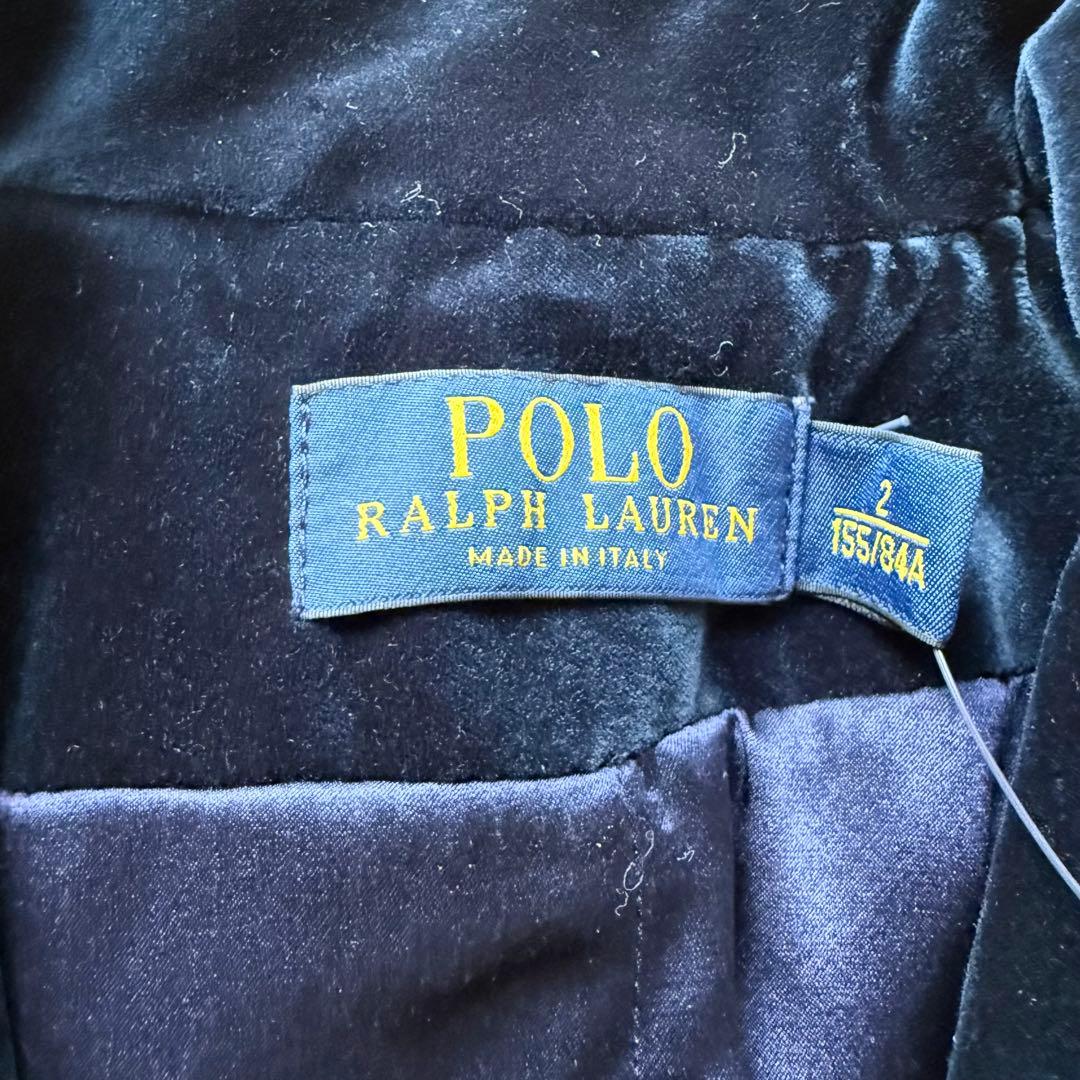 POLO
RALPH LAUREN
MADE IN ITALY
2
155/84A